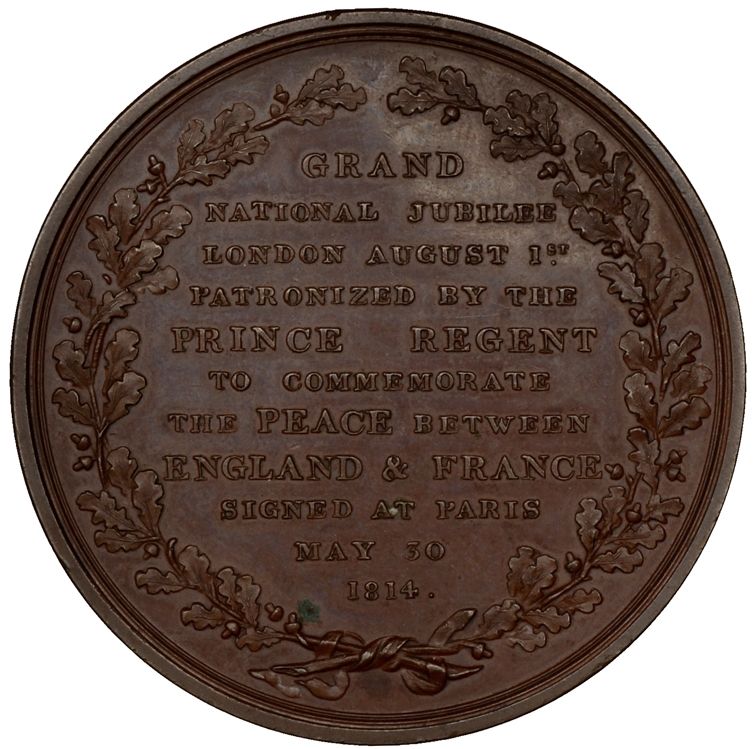 GRAND
NATIONAL JUBILEE
LONDON AUGUST 1ST.
PATRONIZED BY THE
PRINCE REGENT
TO COMMEMORATE
THE PEACE BETWEEN
ENGLAND & FRANCE
SIGNED AT PARIS
MAY 30
1814.